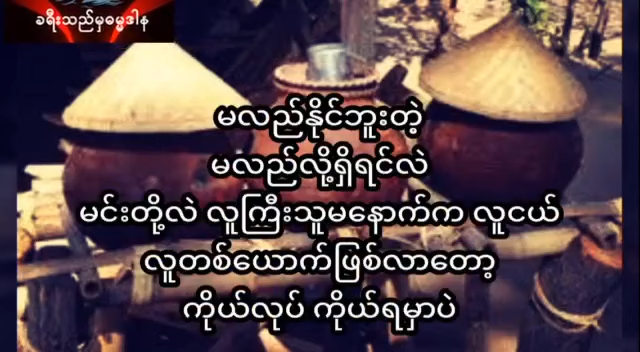 ခရီးသည်မှဓမ္မဒါန
မလည်နိုင်ဘူးတဲ့
မလည်လို့ရှိရင်လဲ
မင်းတို့လဲ လူကြီးသူမနောက်က လူငယ်
လူတစ်ယောက်ဖြစ်လာတော့
ကိုယ်လုပ် ကိုယ်ရမှာပဲ